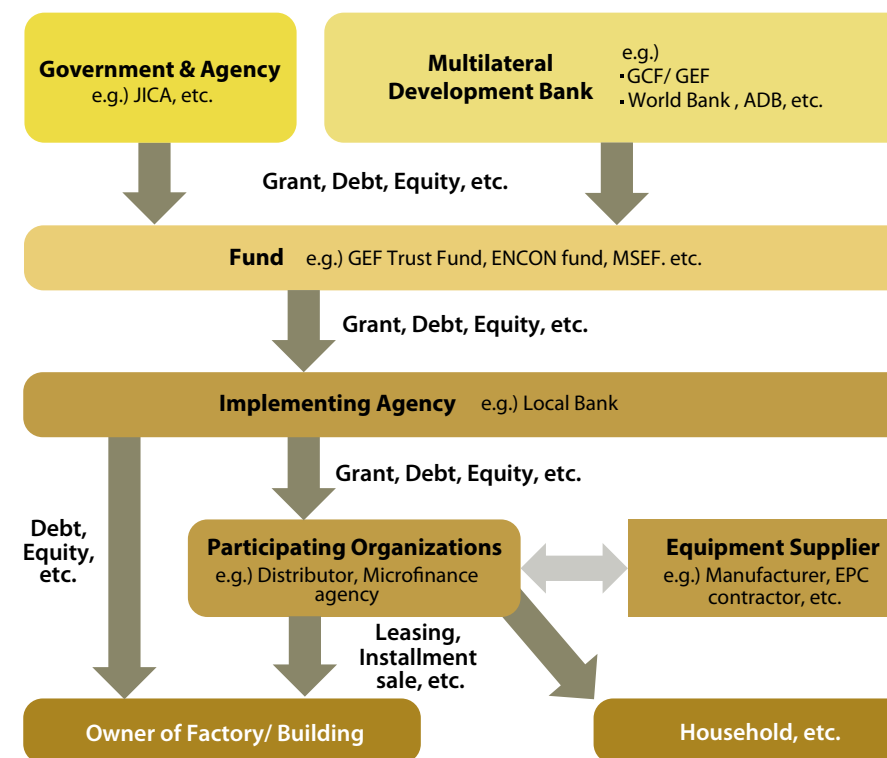 Government & Agency
e.g.) JICA, etc.
Multilateral
Development Bank
e.g.)
▪GCF/ GEF
▪World Bank , ADB, etc.
Grant, Debt, Equity, etc.
Fund e.g.) GEF Trust Fund, ENCON fund, MSEF. etc.
Grant, Debt, Equity, etc.
Implementing Agency e.g.) Local Bank
Grant, Debt, Equity, etc.
Debt,
Equity,
etc.
Participating Organizations
e.g.) Distributor, Microfinance
agency
Equipment Supplier
e.g.) Manufacturer, EPC
contractor, etc.
Leasing,
Installment
sale, etc.
Owner of Factory/ Building
Household, etc.